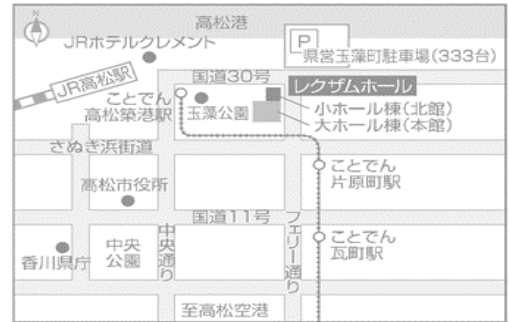 N
高松港
JRホテルクレメント
P
県営玉藻町駐車場(333台)
国道30号
レクザムホール
JR高松駅
ことでん
高松築港駅
玉藻公園
小ホール棟(北館)
大ホール棟(本館)
さぬき浜街道
ことでん
片原町駅
高松市役所
国道11号
フェリー通り
中央通り
ことでん
瓦町駅
香川県庁
中央
公園
至高松空港